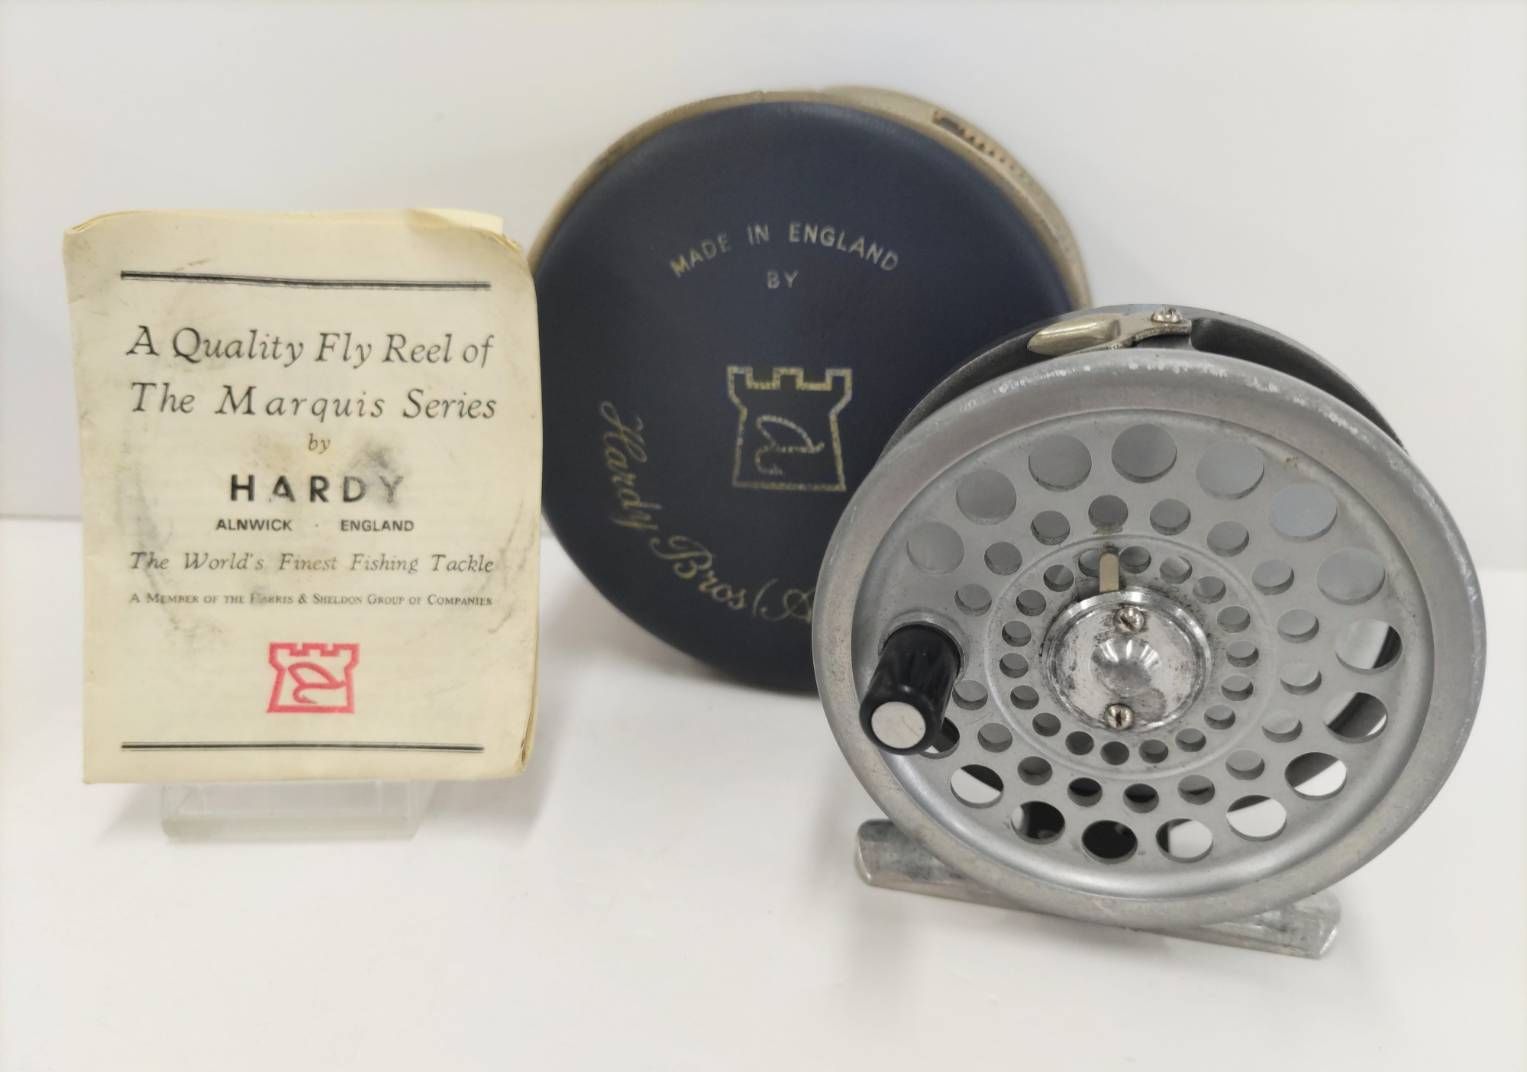 A Quality Fly Reel of
The Marquis Series
by
HARDY
ALNWICK · ENGLAND
The World's Finest Fishing Tackle
A MEMBER OF THE HARRIS & SHELDON GROUP OF COMPANIES
MADE IN ENGLAND
BY
Hardy Bros (A